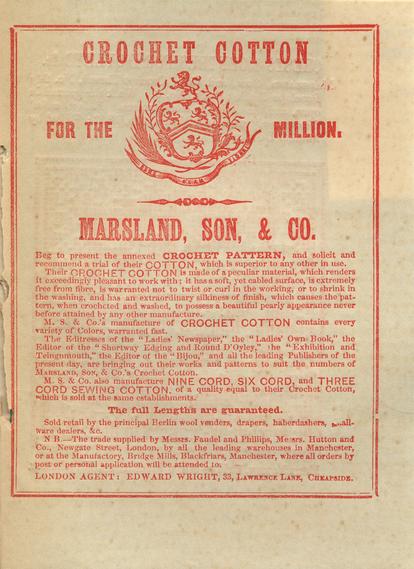 CROCHET COTTON
FOR THE MILLION.
MARSLAND, SON, & CO.
Beg to present the annexed CROCHET PATTERN, and solicit and
recommend a trial of their COTTON, which is superior to any other in use.
Their CROCHET COTTON is made of a peculiar material, which renders
it exceedingly pleasant to work with; it has a soft, yet cabled surface, is extremely
free from fibre, is warranted not to twist or curl in the working, or to shrink in
the washing, and has an extraordinary silkiness of finish, which causes the pat-
tern, when crocheted and washed, to possess a beautiful pearly appearance never
before attained by any other manufacture.
M. S. & Co.'s manufacture of CROCHET COTTON contains every
variety of Colors, warranted fast.
The Editresses of the "Ladies' Newspaper," the "Ladies' Own Book," the
Editor of the "Shortway Edging and Round D'Oyley," the "Exhibition and
Teingmouth," the Editor of the "Bijou," and all the leading Publishers of the
present day, are bringing out their works and patterns to suit the numbers of
MARSLAND, SON, & Co.'s Crochet Cotton.
M. S. & Co. also manufacture NINE CORD, SIX CORD, and THREE
CORD SEWING COTTON, of a quality equal to their Crochet Cotton,
which is sold at the same establishments.
The full Lengths are guaranteed.
Sold retail by the principal Berlin wool venders, drapers, haberdashers, small-
ware dealers, &c.
N B.—The trade supplied by Messrs. Faudel and Phillips, Messrs. Hutton and
Co., Newgate Street, London, by all the leading warehouses in Manchester,
or at the Manufactory, Bridge Mills, Blackfriars, Manchester, where all orders by
post or personal application will be attended to.
LONDON AGENT: EDWARD WRIGHT, 33, LAWRENCE LANE, CHEAPSIDE.